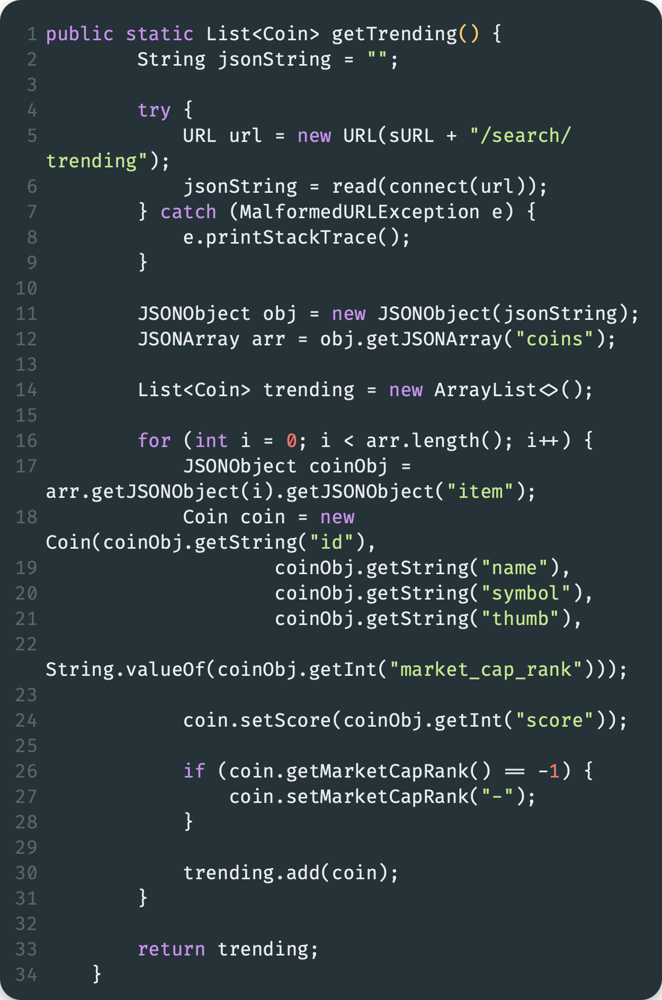 1 public static List<Coin> getTrending() {
2 String jsonString = "";
3
4 try {
5 URL url = new URL(sURL + "/search/
trending");
6 jsonString = read(connect(url));
7 } catch (MalformedURLException e) {
8 e.printStackTrace();
9 }
10
11 JSONObject obj = new JSONObject(jsonString);
12 JSONArray arr = obj.getJSONArray("coins");
13
14 List<Coin> trending = new ArrayList<>();
15
16 for (int i = 0; i < arr.length(); i++) {
17 JSONObject coinObj =
arr.getJSONObject(i).getJSONObject("item");
18 Coin coin = new
Coin(coinObj.getString("id"),
19 coinObj.getString("name"),
20 coinObj.getString("symbol"),
21 coinObj.getString("thumb"),
22
String.valueOf(coinObj.getInt("market_cap_rank")));
23
24 coin.setScore(coinObj.getInt("score"));
25
26 if (coin.getMarketCapRank() == -1) {
27 coin.setMarketCapRank("-");
28 }
29
30 trending.add(coin);
31 }
32
33 return trending;
34 }